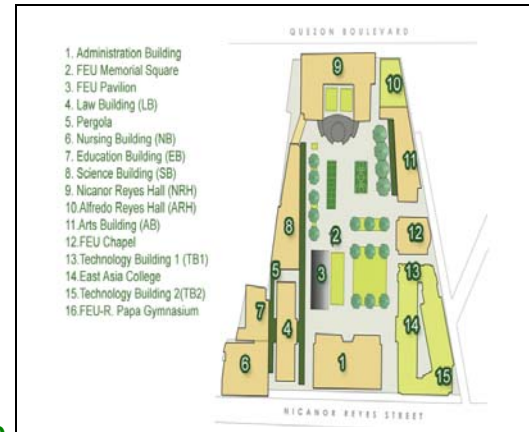 QUEZON BOULEVARD
1. Administration Building
2. FEU Memorial Square
3. FEU Pavilion
4. Law Building (LB)
5. Pergola
6. Nursing Building (NB)
7. Education Building (EB)
8. Science Building (SB)
9. Nicanor Reyes Hall (NRH)
10.Alfredo Reyes Hall (ARH)
11.Arts Building (AB)
12.FEU Chapel
13.Technology Building 1 (TB1)
14.East Asia College
15.Technology Building 2(TB2)
16.FEU-R. Papa Gymnasium
9
10
11
8
2
12
5
3
13
7
4
14
6
1
15
NICANOR REYES STREET